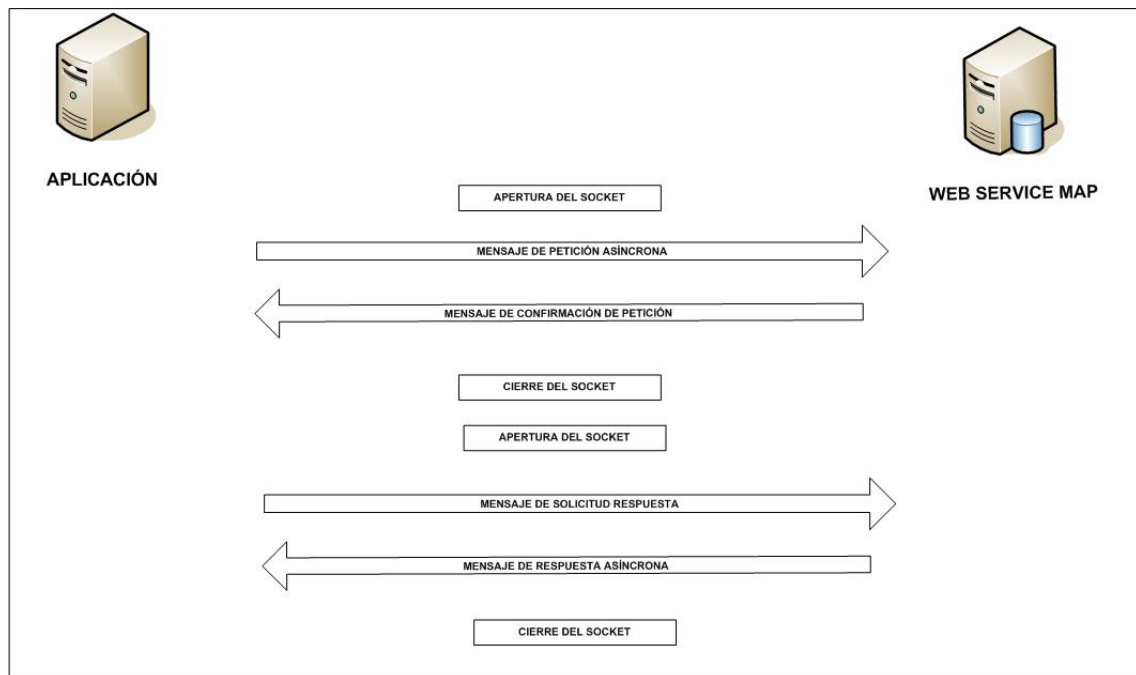 APLICACIÓN
WEB SERVICE MAP
APERTURA DEL SOCKET
MENSAJE DE PETICIÓN ASÍNCRONA
MENSAJE DE CONFIRMACIÓN DE PETICIÓN
CIERRE DEL SOCKET
APERTURA DEL SOCKET
MENSAJE DE SOLICITUD RESPUESTA
MENSAJE DE RESPUESTA ASÍNCRONA
CIERRE DEL SOCKET